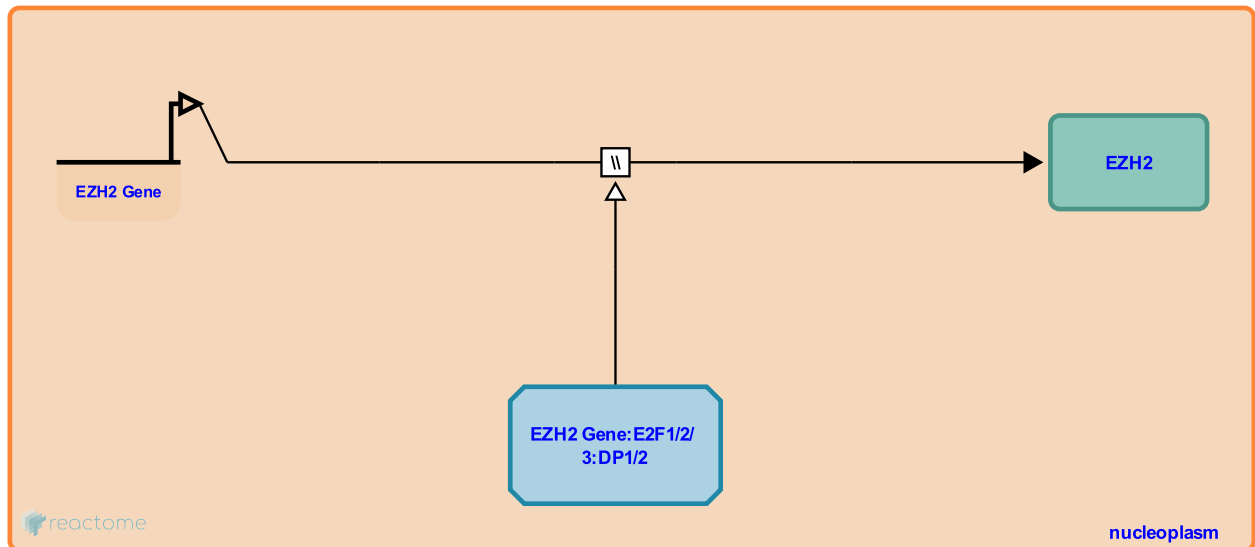 EZH2 Gene
\\
EZH2
EZH2 Gene:E2F1/2/
3:DP1/2
reactome
nucleoplasm